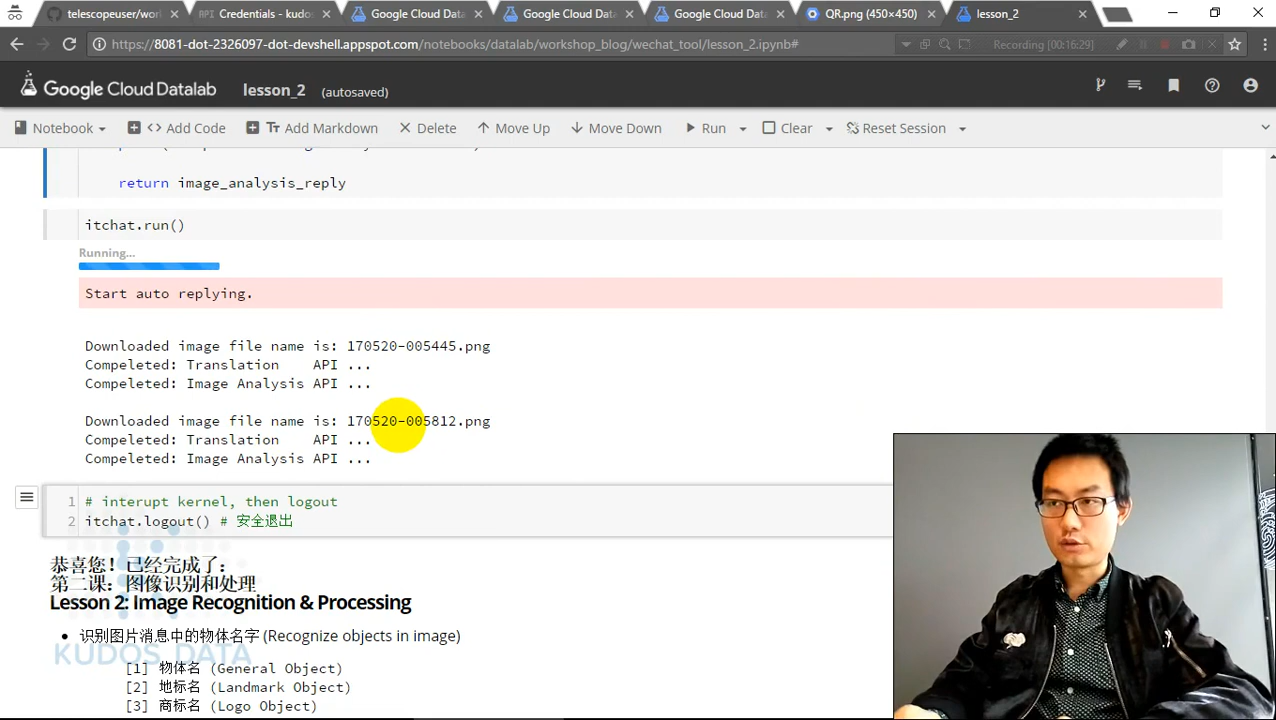 telescopeuser/wor
API Credentials - kudos
Google Cloud Data
Google Cloud Data
Google Cloud Data
QR.png (450×450)
lesson_2
https://8081-dot-2326097-dot-devshell.appspot.com/notebooks/datalab/workshop_blog/wechat_tool/lesson_2.ipynb#
Recording [00:16:29]
Google Cloud Datalab
lesson_2 (autosaved)
Notebook
<> Add Code
Tт Add Markdown
Delete
Move Up
Move Down
Run
Clear
Reset Session
return image_analysis_reply
itchat.run()
Running...
Start auto replying.
Downloaded image file name is: 170520-005445.png
Compeleted: Translation API ...
Compeleted: Image Analysis API ...
Downloaded image file name is: 170520-005812.png
Compeleted: Translation API ...
Compeleted: Image Analysis API ...
1 # interupt kernel, then logout
2 itchat.logout() # 安全退出
恭喜您！已经完成了：
第二课：图像识别和处理
Lesson 2: Image Recognition & Processing
• 识别图片消息中的物体名字 (Recognize objects in image)
KUDOS DATA
[1] 物体名 (General Object)
[2] 地标名 (Landmark Object)
[3] 商标名 (Logo Object)